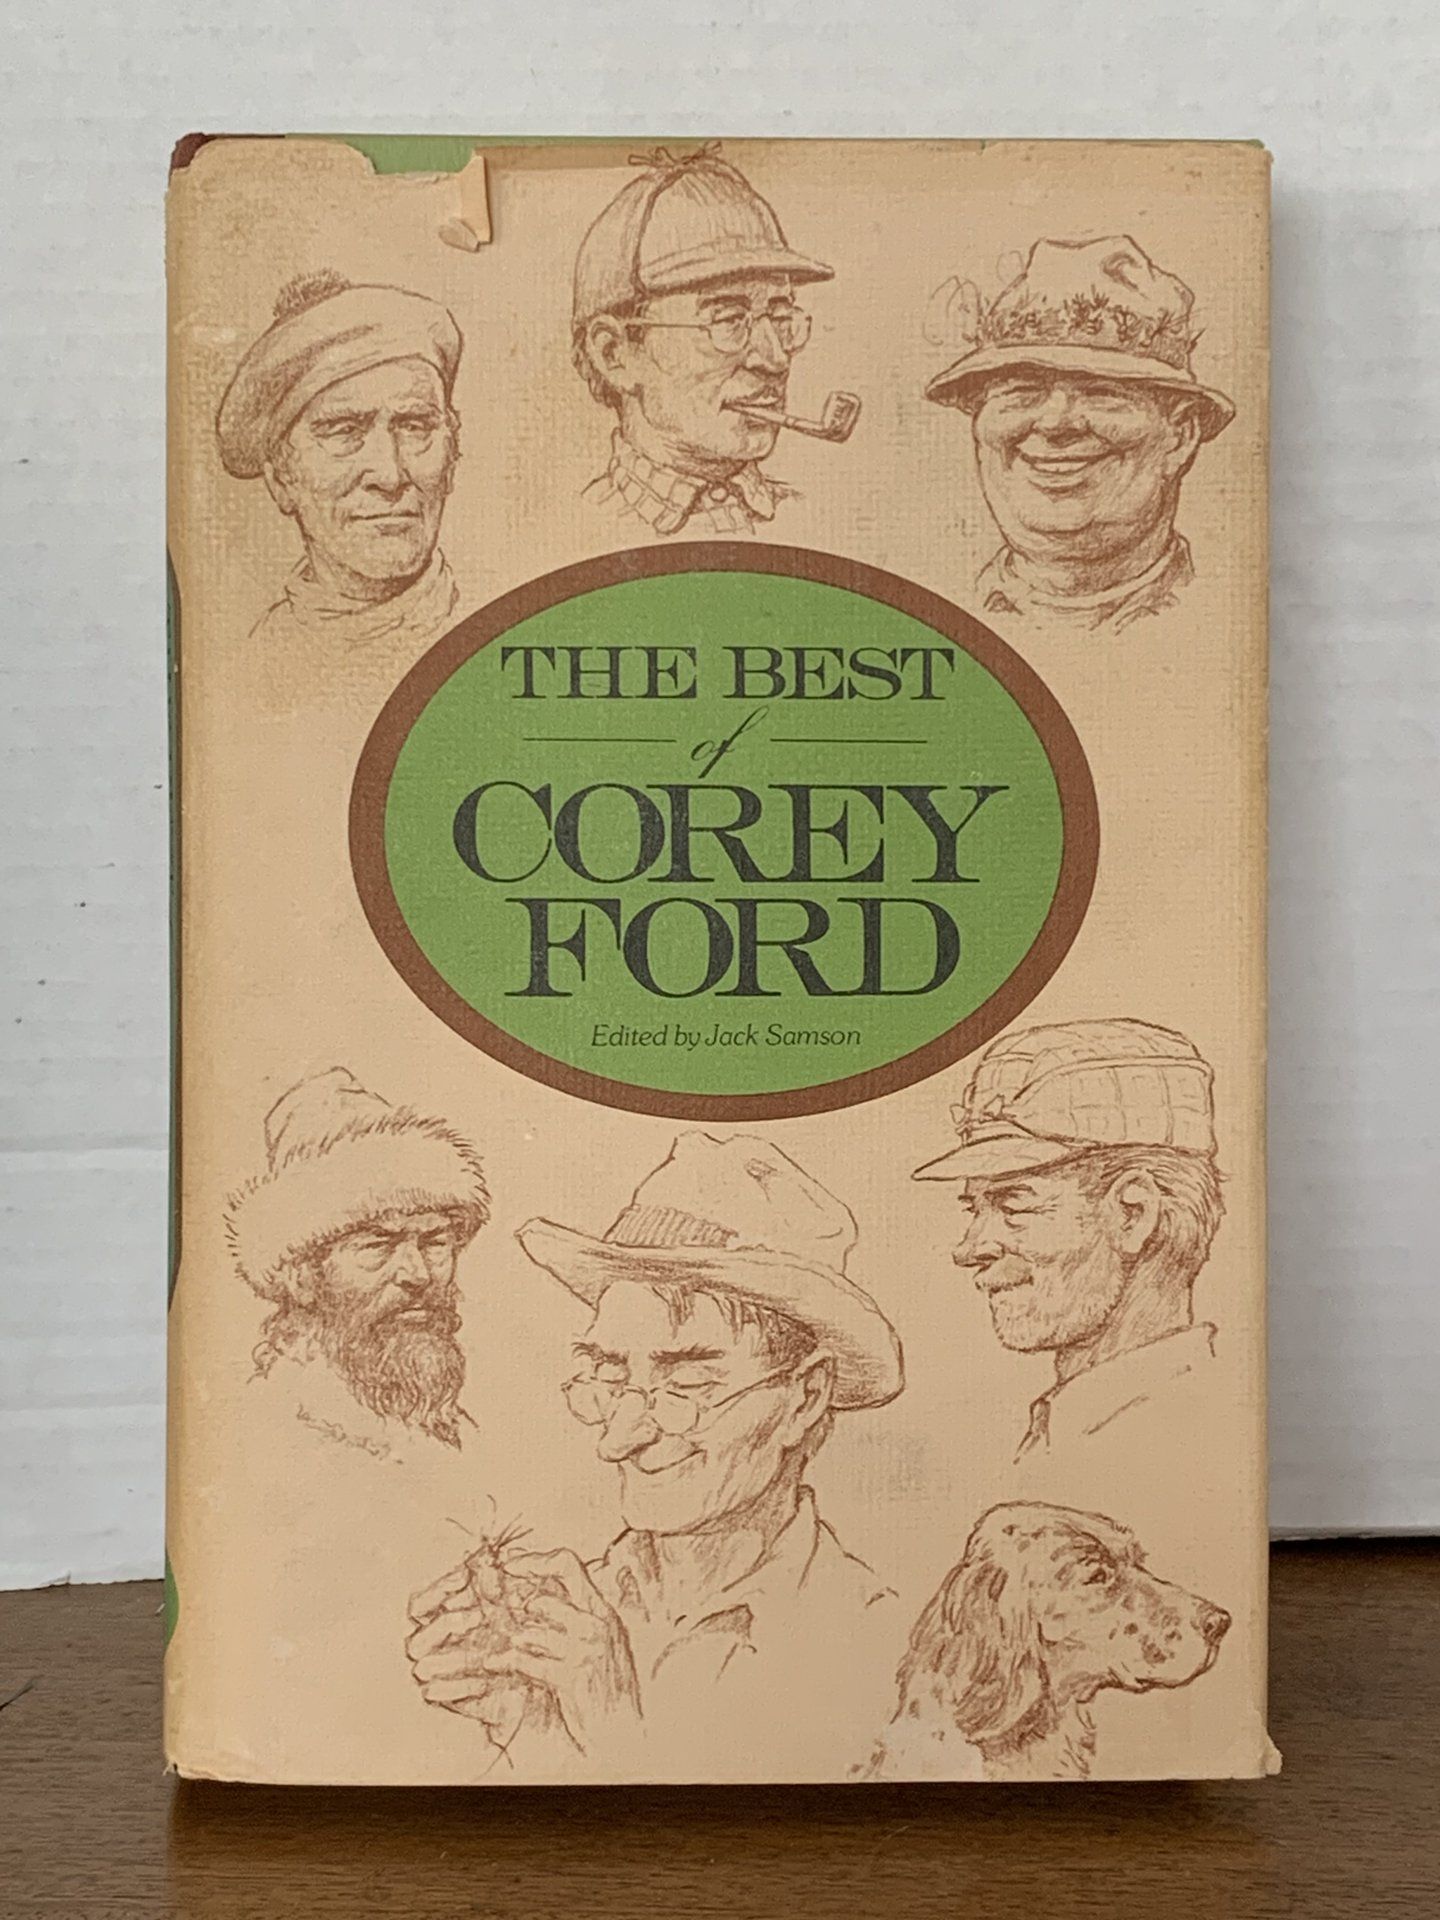 THE BEST
of
COREY
FORD
Edited by Jack Samson